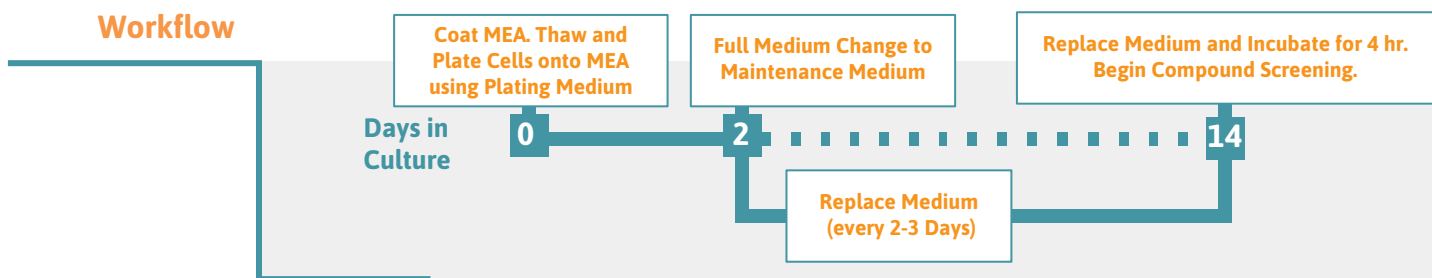 Workflow
Coat MEA. Thaw and
Plate Cells onto MEA
using Plating Medium
Full Medium Change to
Maintenance Medium
Replace Medium and Incubate for 4 hr.
Begin Compound Screening.
Days in
Culture
0
2
14
Replace Medium
(every 2-3 Days)